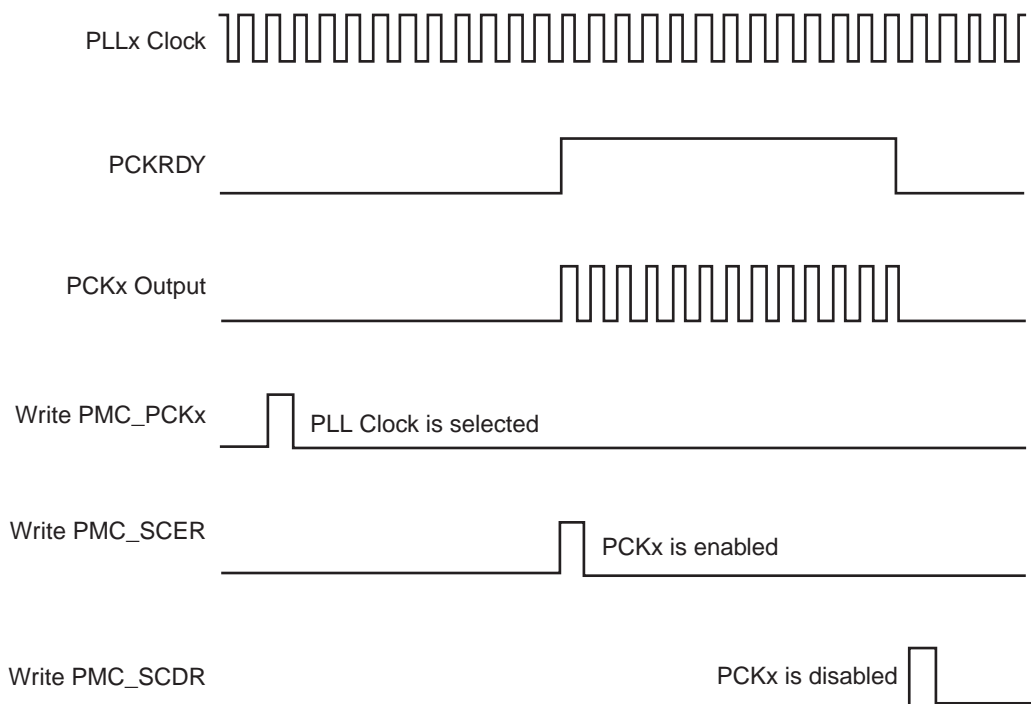 PLLx Clock
PCKRDY
PCKx Output
Write PMC_PCKx
PLL Clock is selected
Write PMC_SCER
PCKx is enabled
Write PMC_SCDR
PCKx is disabled